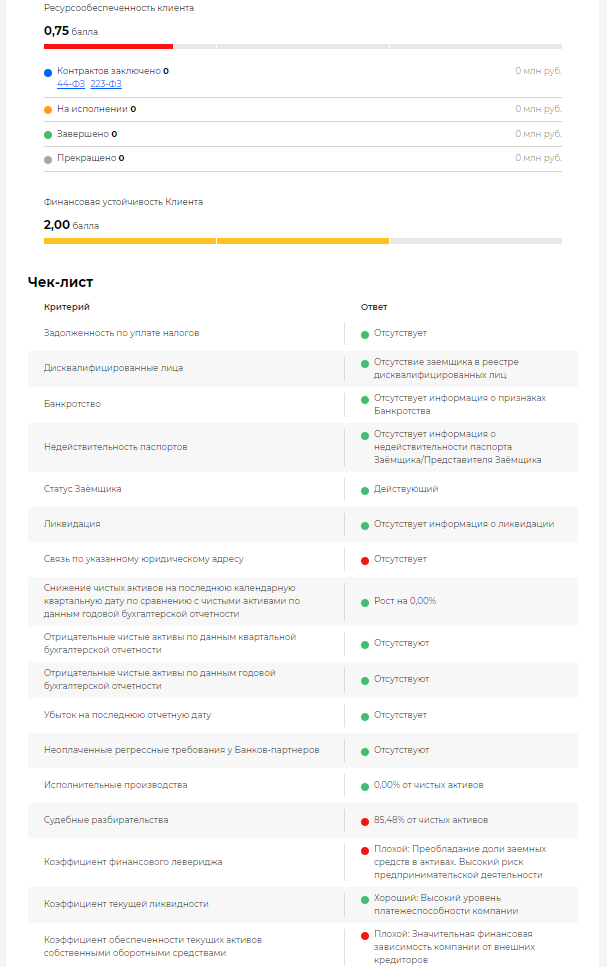 Ресурсообеспеченность клиента
0,75 балла
Контрактов заключено 0 0 млн руб.
44-ФЗ 223-ФЗ
На исполнении 0 0 млн руб.
Завершено 0 0 млн руб.
Прекращено 0 0 млн руб.
Финансовая устойчивость Клиента
2,00 балла
Чек-лист
Критерий Ответ
Задолженность по уплате налогов Отсутствует
Дисквалифицированные лица
Отсутствие заемщика в реестре
дисквалифицированных лиц
Банкротство
Отсутствует информация о признаках
Банкротства
Недействительность паспортов
Отсутствует информация о
недействительности паспорта
Заёмщика/Представителя Заёмщика
Статус Заёмщика Действующий
Ликвидация Отсутствует информация о ликвидации
Связь по указанному юридическому адресу Отсутствует
Снижение чистых активов на последнюю календарную
квартальную дату по сравнению с чистыми активами по
данным годовой бухгалтерской отчетности
Рост на 0,00%
Отрицательные чистые активы по данным квартальной
бухгалтерской отчетности
Отсутствуют
Отрицательные чистые активы по данным годовой
бухгалтерской отчетности
Отсутствуют
Убыток на последнюю отчетную дату Отсутствует
Неоплаченные регрессные требования у Банков-партнеров Отсутствуют
Исполнительные производства 0,00% от чистых активов
Судебные разбирательства 85,48% от чистых активов
Коэффициент финансового левериджа
Плохой: Преобладание доли заемных
средств в активах. Высокий риск
предпринимательской деятельности
Коэффициент текущей ликвидности
Хороший: Высокий уровень
платежеспособности компании
Коэффициент обеспеченности текущих активов
собственными оборотными средствами
Плохой: Значительная финансовая
зависимость компании от внешних
кредиторов